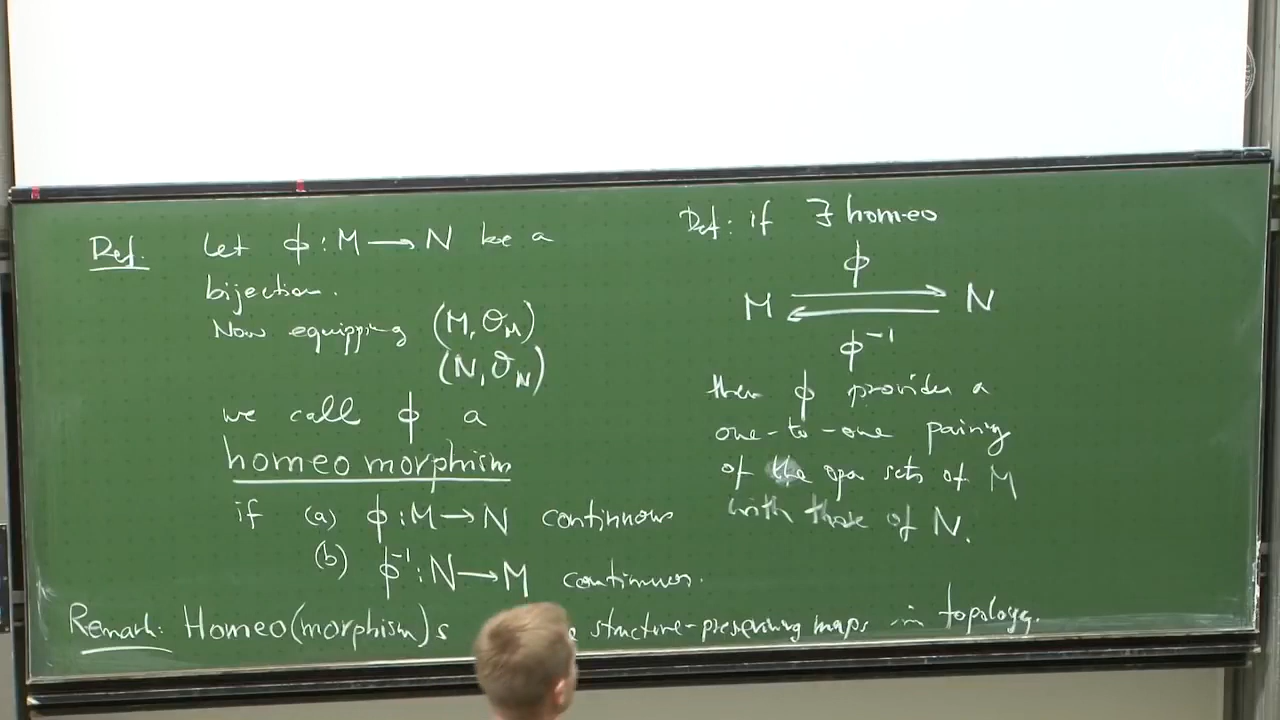 Def. Let ϕ : M ⟶ N be a
bijection.
Now equipping (M, O_M)
(N, O_N)
we call ϕ a
homeomorphism
if (a) ϕ : M → N continuous
(b) ϕ⁻¹ : N ⟶ M continuous.
Remark: Homeo(morphism)s structure-preserving maps in topology.
Def: if ∃ homeo
ϕ
M N
ϕ⁻¹
then ϕ provides a
one-to-one pairing
of the open sets of M
with those of N.